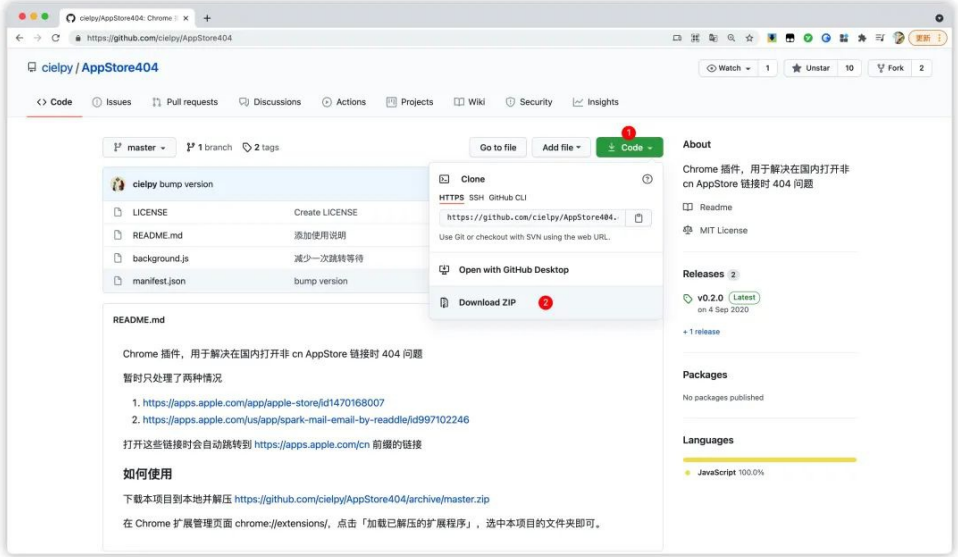 cielpy/AppStore404: Chrome
https://github.com/cielpy/AppStore404
更新
cielpy / AppStore404
Watch 1
Unstar 10
Fork 2
Code
Issues
Pull requests
Discussions
Actions
Projects
Wiki
Security
Insights
master
1 branch
2 tags
Go to file
Add file
1
Code
cielpy bump version
LICENSE Create LICENSE
README.md 添加使用说明
background.js 减少一次跳转等待
manifest.json bump version
Clone
HTTPS SSH GitHub CLI
https://github.com/cielpy/AppStore404.
Use Git or checkout with SVN using the web URL.
Open with GitHub Desktop
Download ZIP 2
README.md
Chrome 插件，用于解决在国内打开非 cn AppStore 链接时 404 问题
暂时只处理了两种情况
1. https://apps.apple.com/app/apple-store/id1470168007
2. https://apps.apple.com/us/app/spark-mail-email-by-readdle/id997102246
打开这些链接时会自动跳转到 https://apps.apple.com/cn 前缀的链接
如何使用
下载本项目到本地并解压 https://github.com/cielpy/AppStore404/archive/master.zip
在 Chrome 扩展管理页面 chrome://extensions/，点击「加载已解压的扩展程序」，选中本项目的文件夹即可。
About
Chrome 插件，用于解决在国内打开非
cn AppStore 链接时 404 问题
Readme
MIT License
Releases 2
v0.2.0 Latest
on 4 Sep 2020
+ 1 release
Packages
No packages published
Languages
JavaScript 100.0%